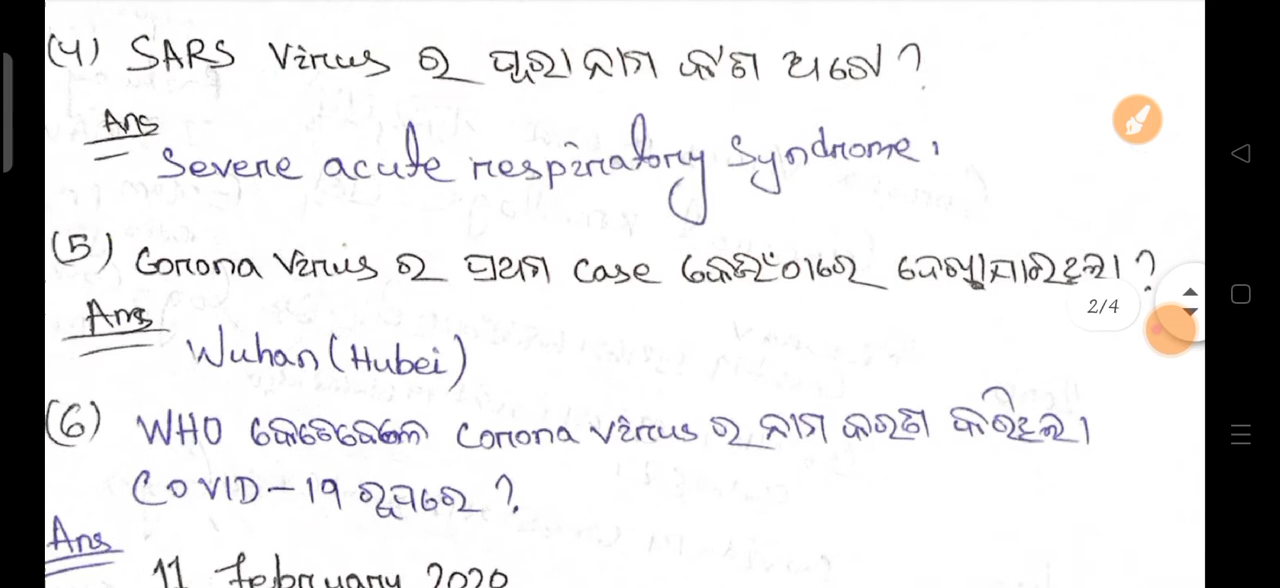 (4) SARS Virus ର ପୂରା ନାମ କ'ଣ ଅଟେ ?
Ans
Severe acute respiratory Syndrome.
(5) Corona Virus ର ପ୍ରଥମ Case କେଉଁଠାରେ ଦେଖାଯାଇଥିଲା ?
2/4
Ans
Wuhan (Hubei)
(6) WHO କେବେ Corona Virus ର ନାମ କରଣ କରିଥିଲା
COVID-19 ରୂପରେ ?
Ans
11 february 2020